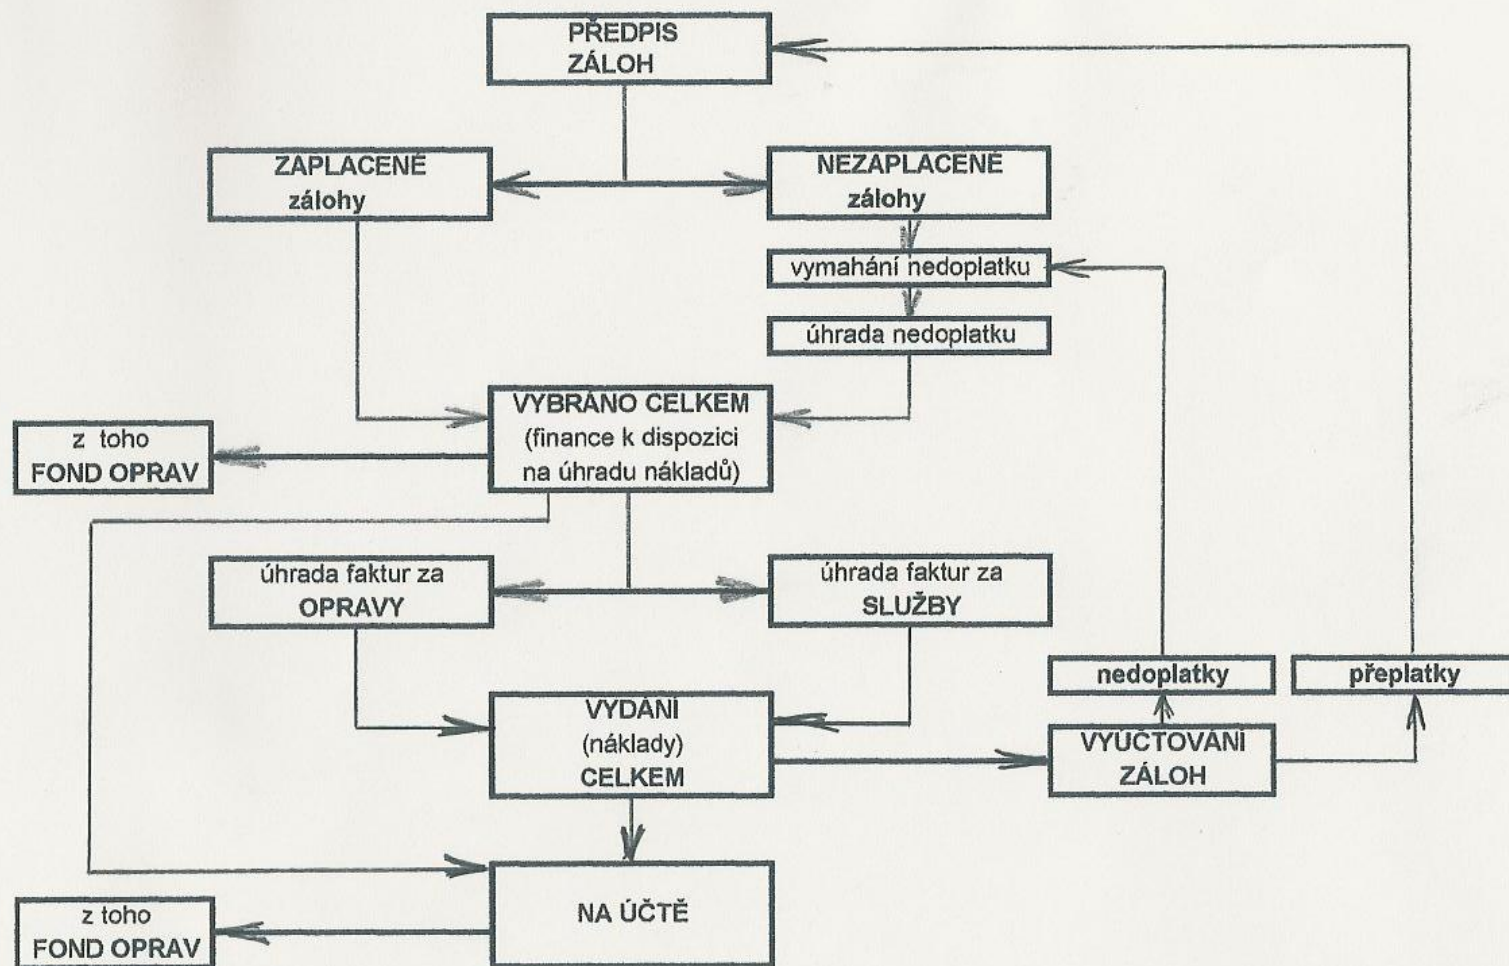 PŘEDPIS
ZÁLOH
ZAPLACENÉ
zálohy
NEZAPLACENÉ
zálohy
vymahání nedoplatku
úhrada nedoplatku
VYBRÁNO CELKEM
(finance k dispozici
na úhradu nákladů)
z toho
FOND OPRAV
úhrada faktur za
OPRAVY
úhrada faktur za
SLUŽBY
nedoplatky
přeplatky
VYDÁNÍ
(náklady)
CELKEM
VYÚČTOVÁNÍ
ZÁLOH
NA ÚČTĚ
z toho
FOND OPRAV